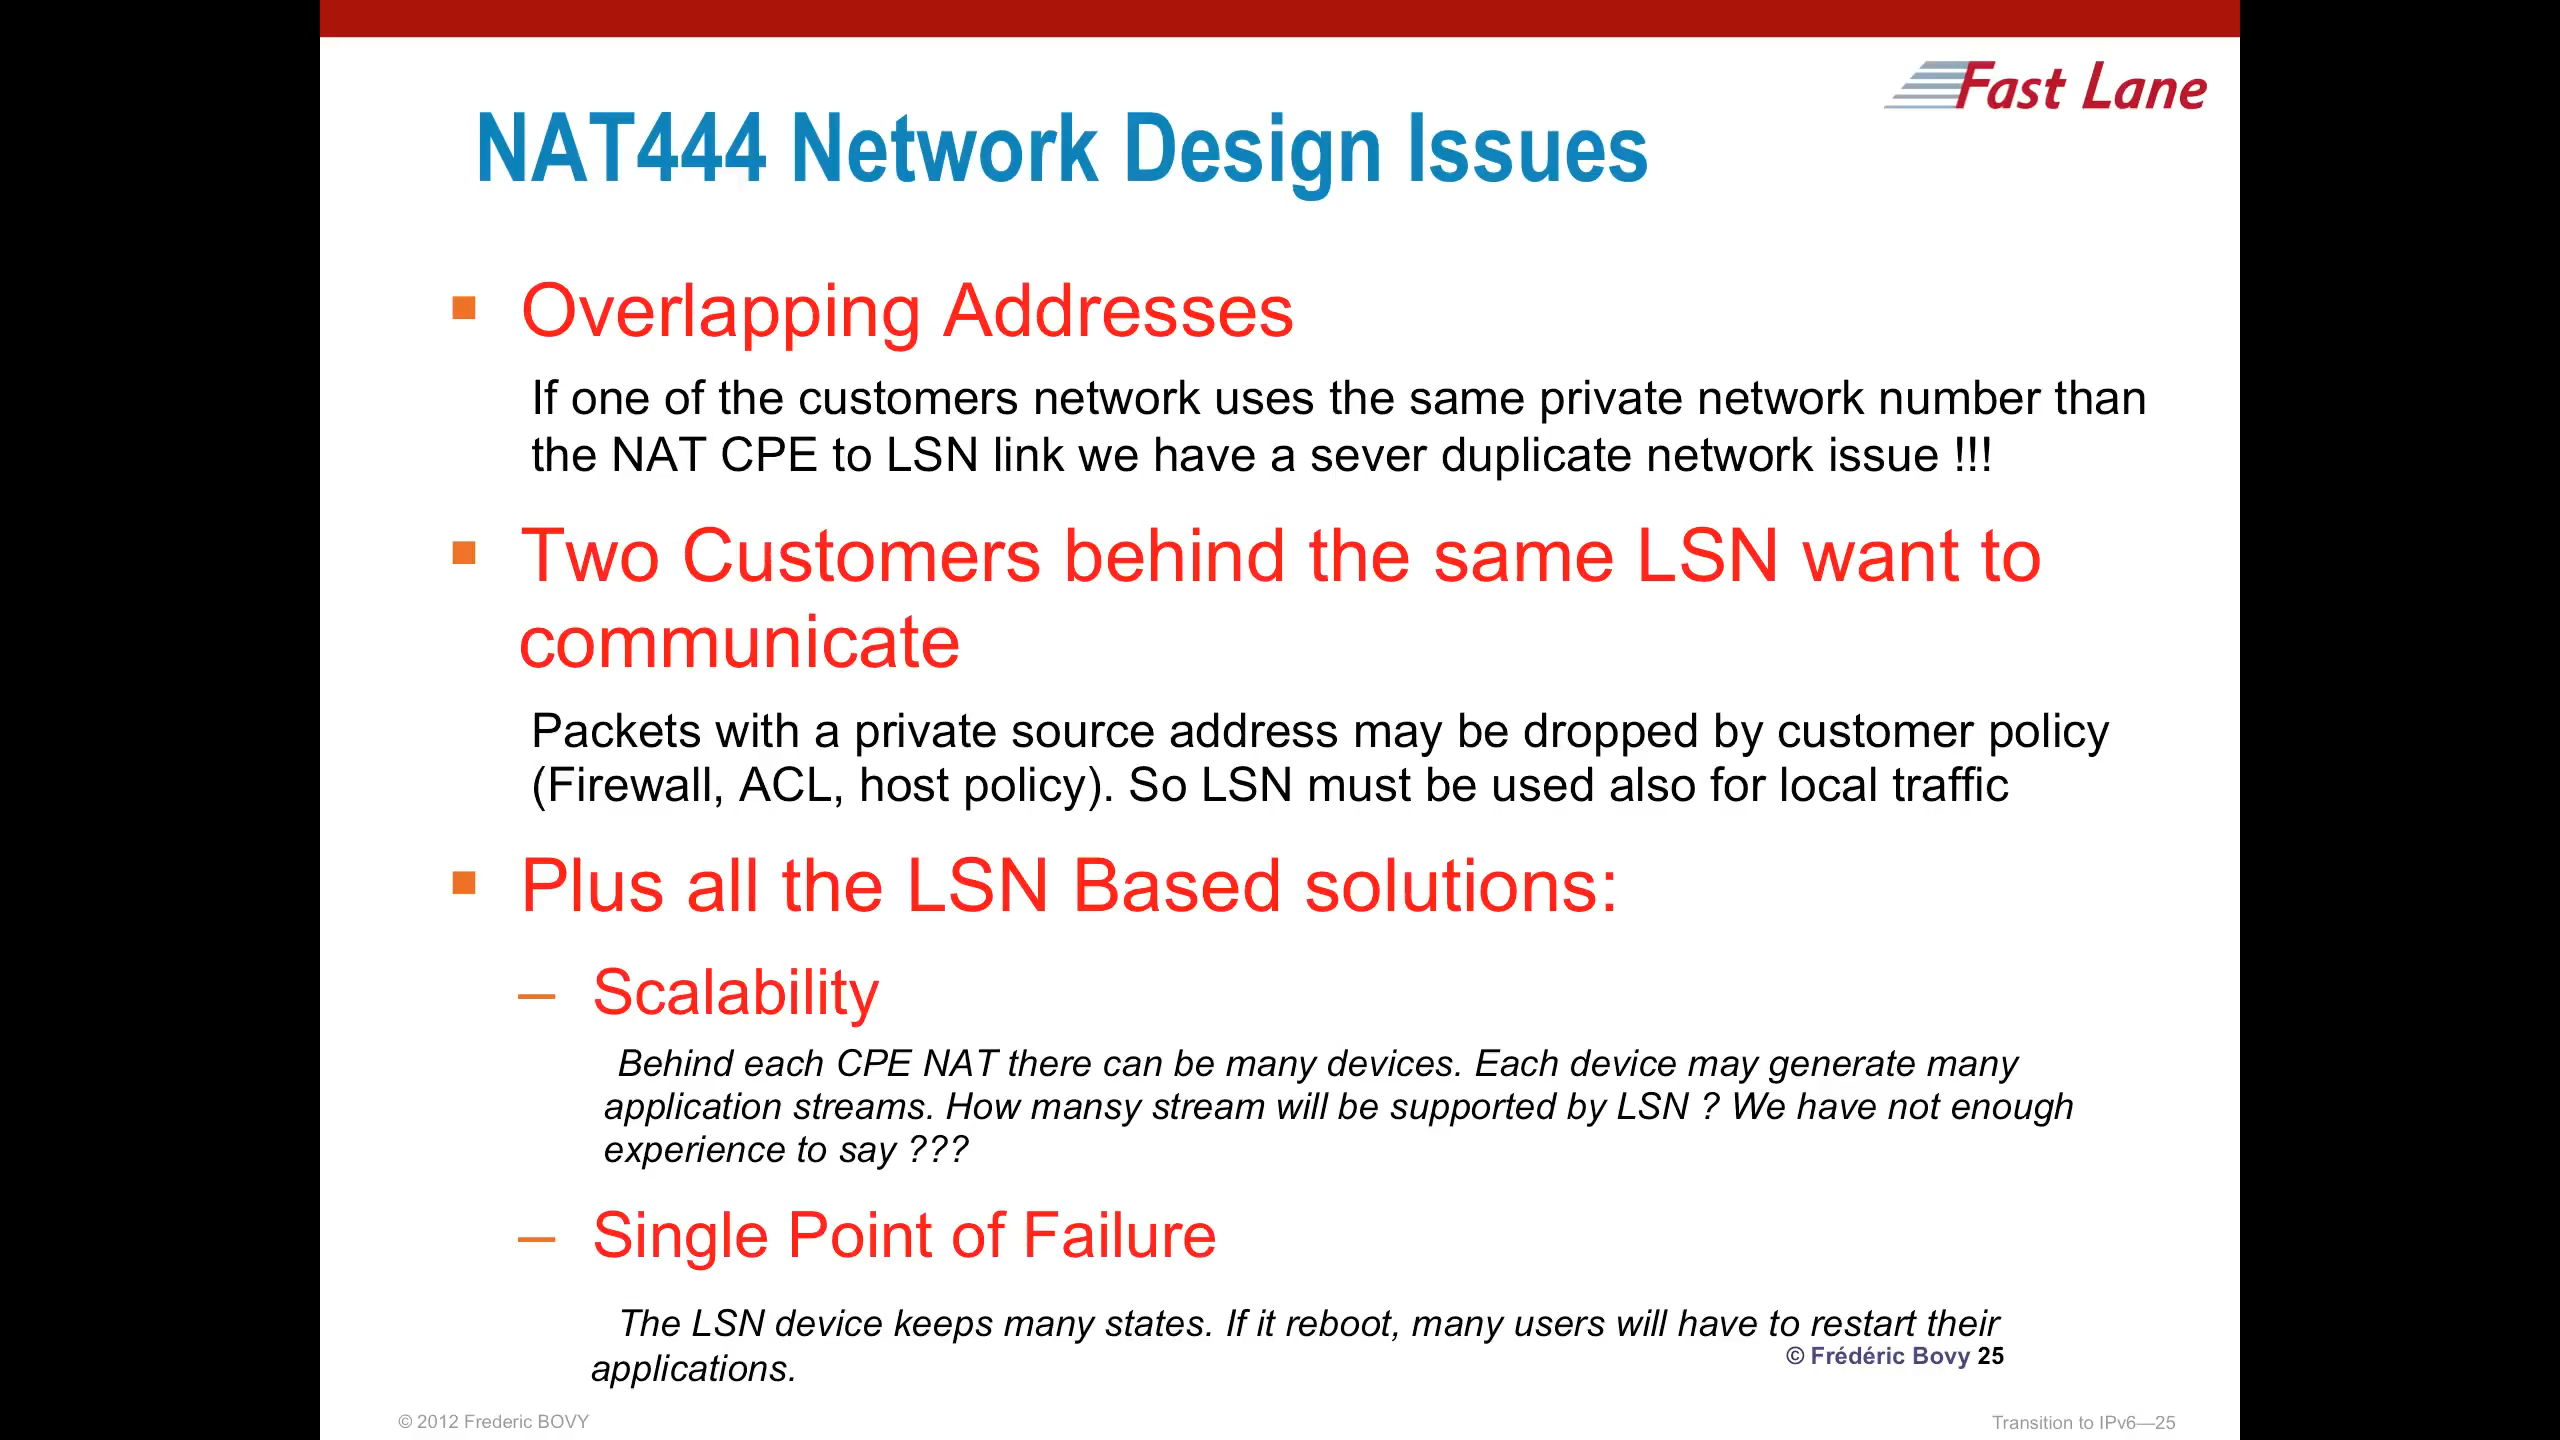 Fast Lane
NAT444 Network Design Issues
Overlapping Addresses
If one of the customers network uses the same private network number than
the NAT CPE to LSN link we have a sever duplicate network issue !!!
Two Customers behind the same LSN want to
communicate
Packets with a private source address may be dropped by customer policy
(Firewall, ACL, host policy). So LSN must be used also for local traffic
Plus all the LSN Based solutions:
– Scalability
Behind each CPE NAT there can be many devices. Each device may generate many
application streams. How mansy stream will be supported by LSN ? We have not enough
experience to say ???
– Single Point of Failure
The LSN device keeps many states. If it reboot, many users will have to restart their
applications.
© Frédéric Bovy 25
© 2012 Frederic BOVY
Transition to IPv6—25